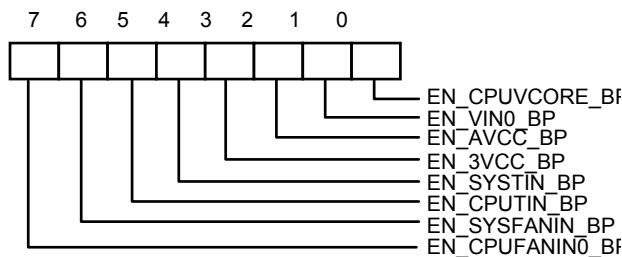 7 6 5 4 3 2 1 0
EN_CPUVCORE_BP
EN_VIN0_BP
EN_AVCC_BP
EN_3VCC_BP
EN_SYSTIN_BP
EN_CPUTIN_BP
EN_SYSFANIN_BP
EN_CPUFANIN0_BP